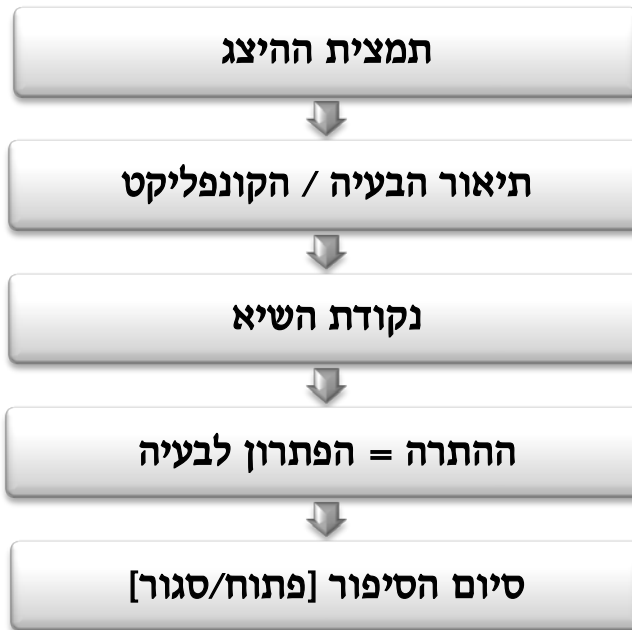 תמצית ההיצג
תיאור הבעיה / הקונפליקט
נקודת השיא
ההתרה = הפתרון לבעיה
סיום הסיפור [פתוח/סגור]